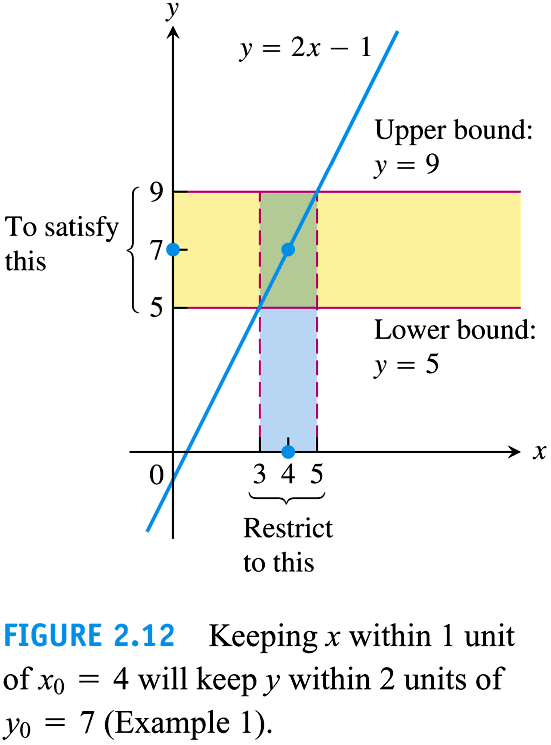 y
y = 2x − 1
Upper bound:
y = 9
9
To satisfy
this
7
5
Lower bound:
y = 5
x
0
3 4 5
Restrict
to this
FIGURE 2.12 Keeping x within 1 unit
of x₀ = 4 will keep y within 2 units of
y₀ = 7 (Example 1).